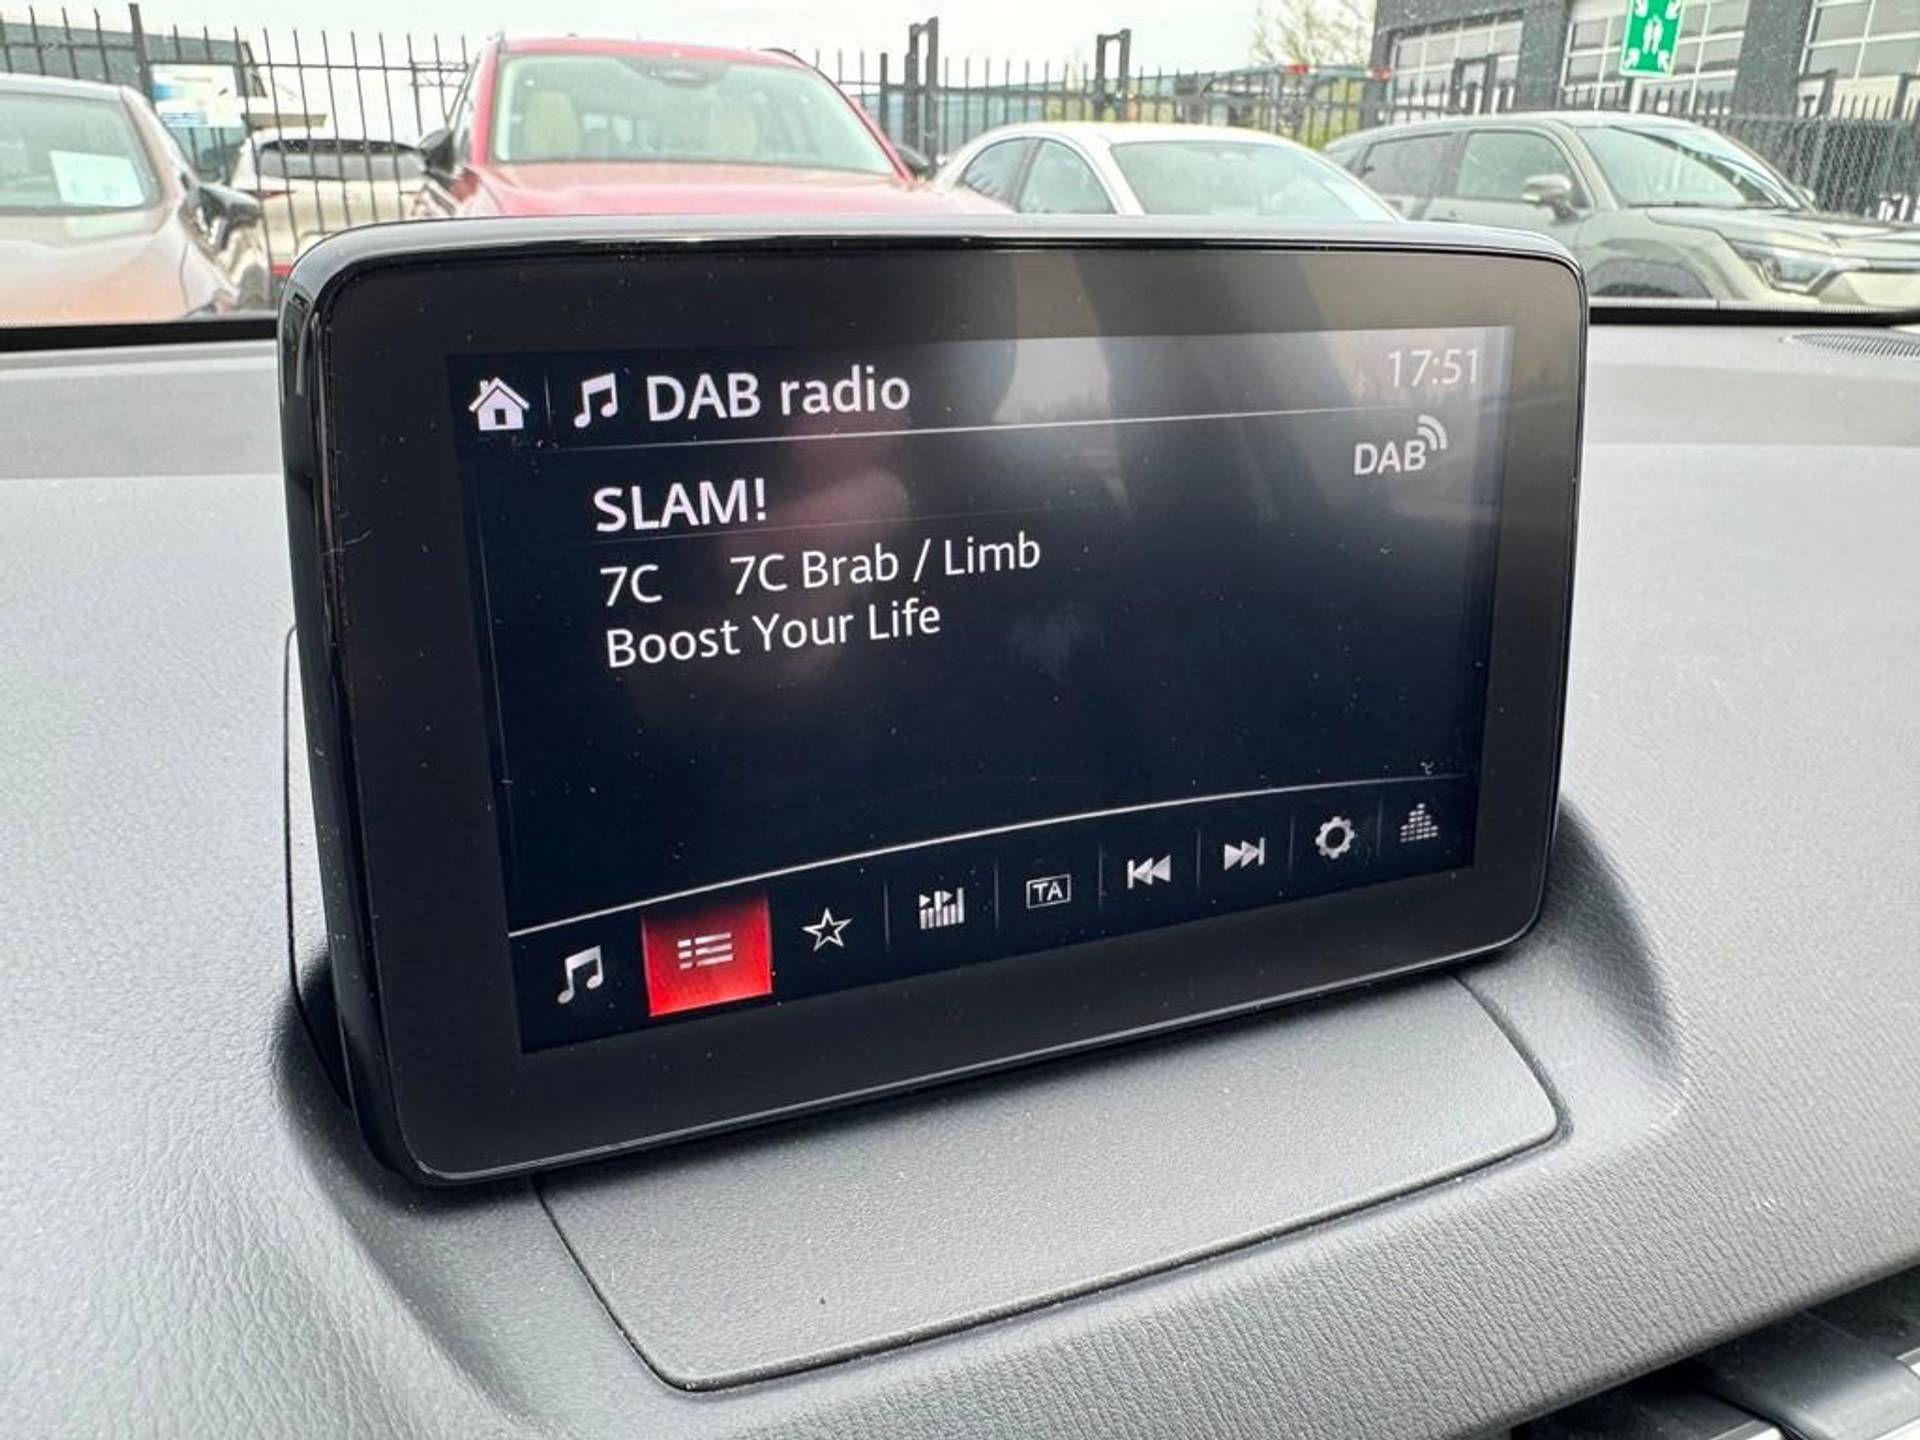 DAB radio
17:51
DAB
SLAM!
7C 7C Brab / Limb
Boost Your Life
TA